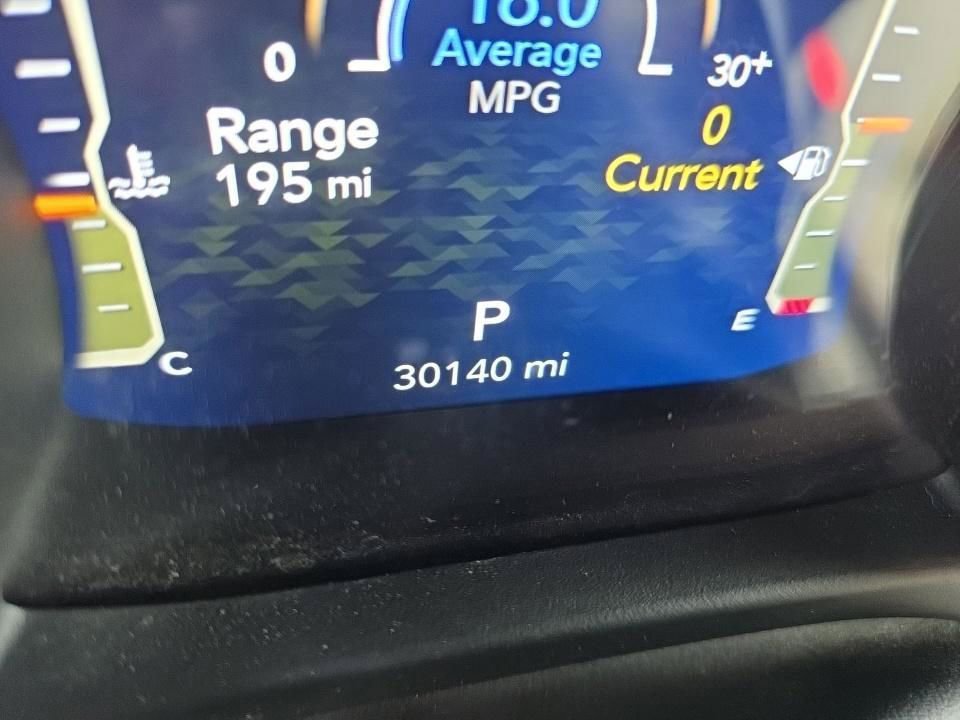 Average
0
30+
MPG
Range
0
195 mi
Current
P
E
C
30140 mi